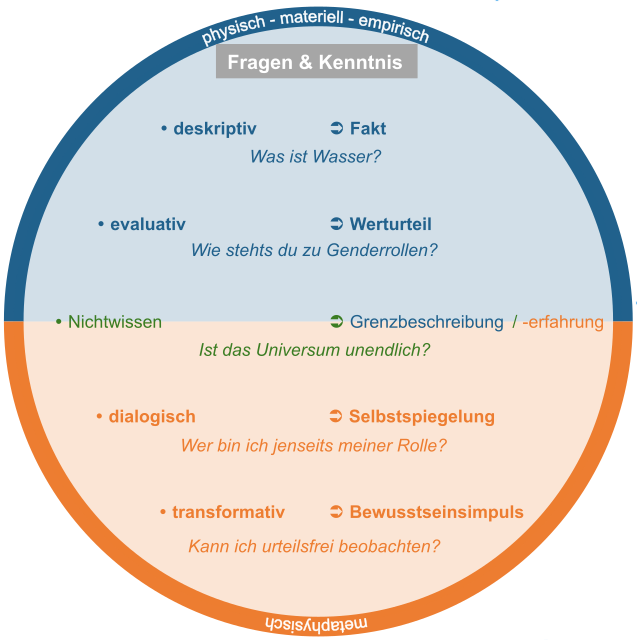 physisch - materiell - empirisch
Fragen & Kenntnis
• deskriptiv ➲ Fakt
Was ist Wasser?
• evaluativ ➲ Werturteil
Wie stehts du zu Genderrollen?
• Nichtwissen ➲ Grenzbeschreibung / -erfahrung
Ist das Universum unendlich?
• dialogisch ➲ Selbstspiegelung
Wer bin ich jenseits meiner Rolle?
• transformativ ➲ Bewusstseinsimpuls
Kann ich urteilsfrei beobachten?
metaphysisch